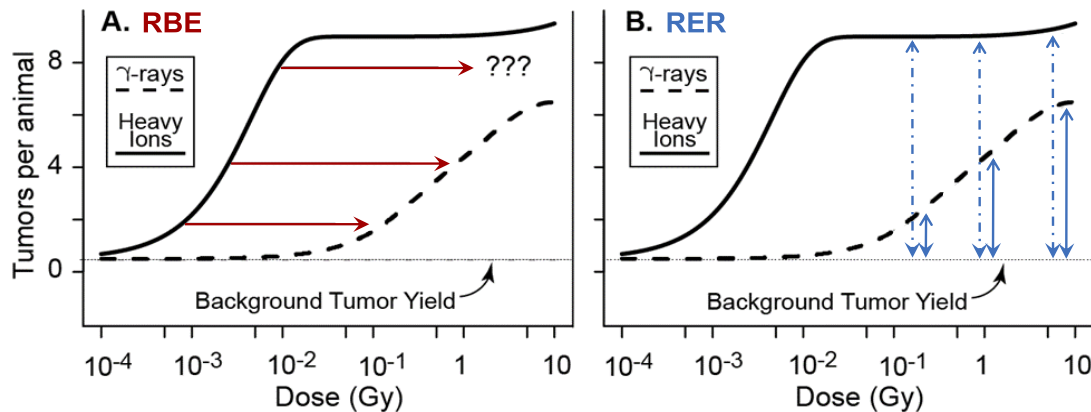 A. RBE
Tumors per animal
8
4
0
γ-rays
Heavy
Ions
???
Background Tumor Yield
10-4
10-3
10-2
10-1
1
10
Dose (Gy)
B. RER
γ-rays
Heavy
Ions
Background Tumor Yield
10-4
10-3
10-2
10-1
1
10
Dose (Gy)